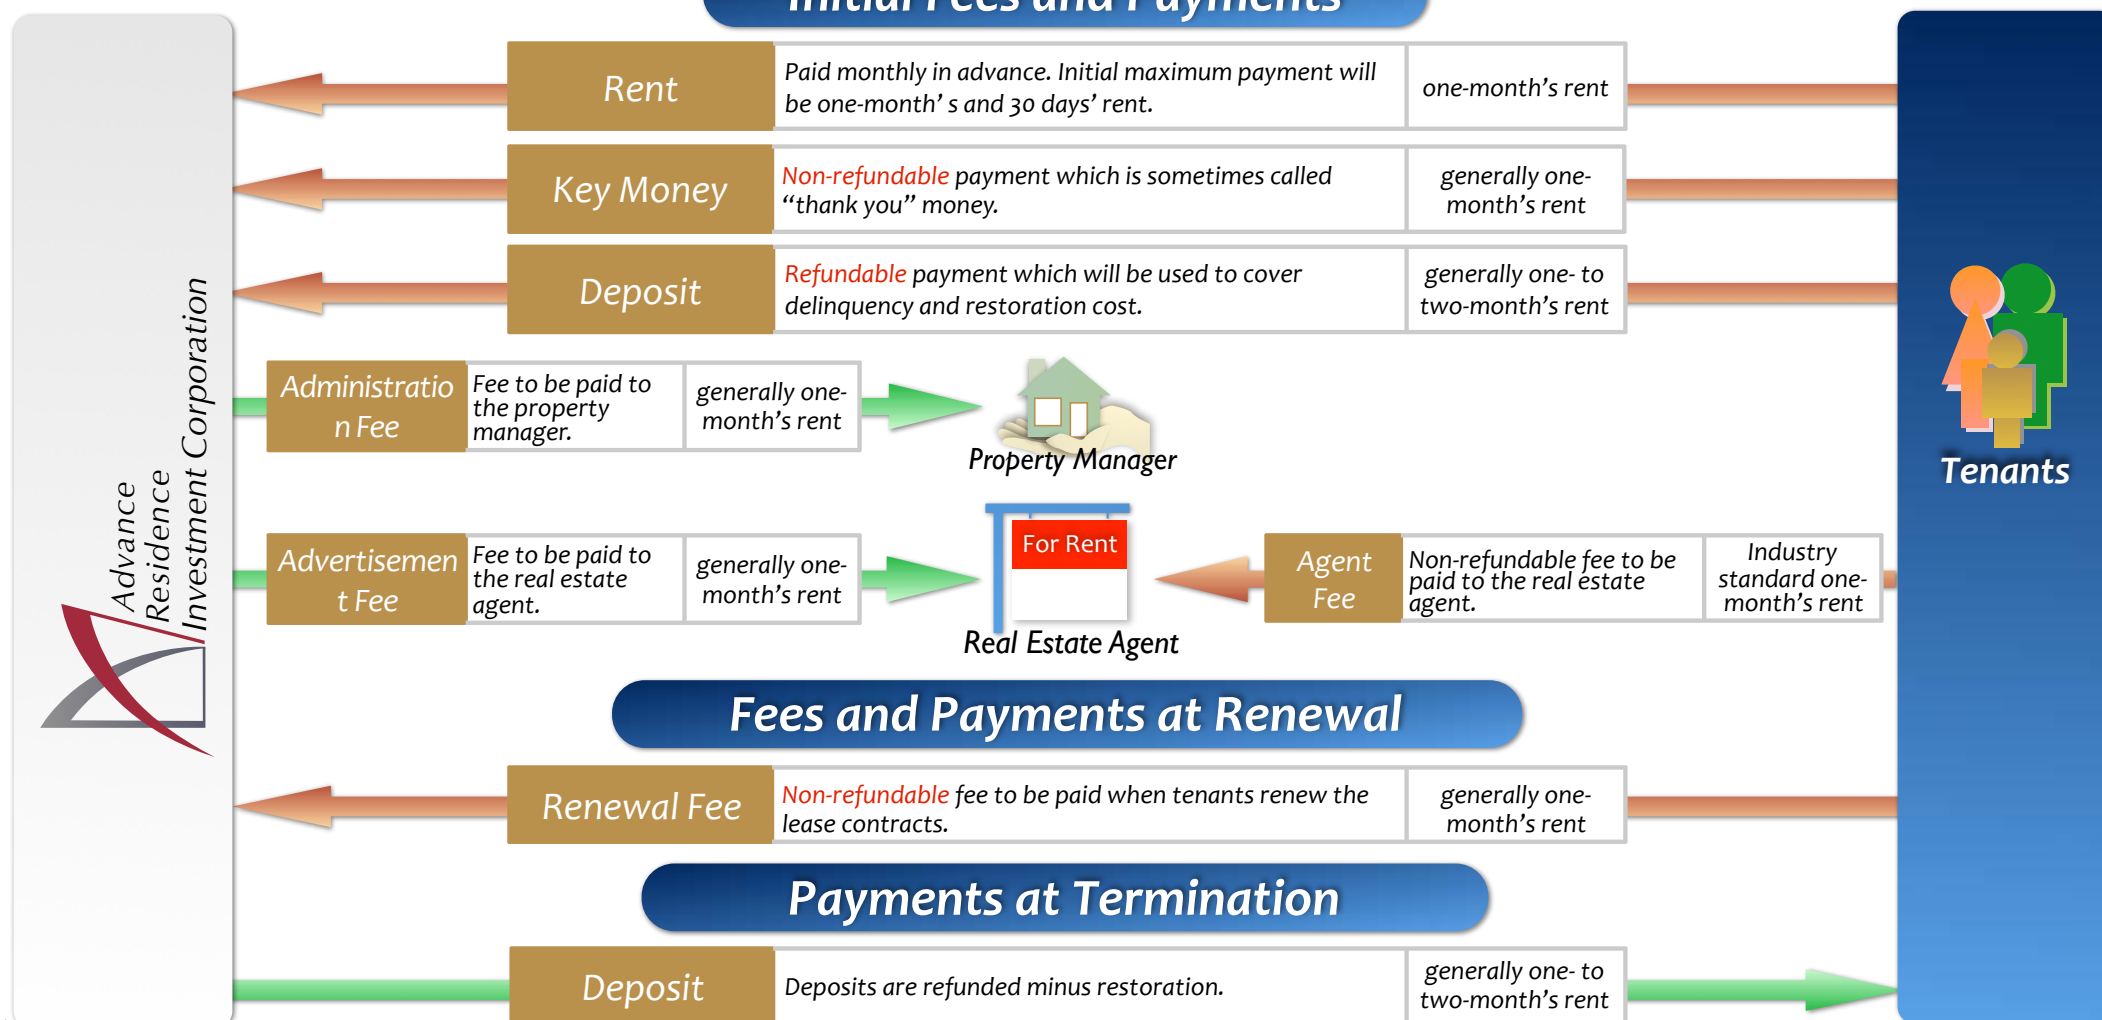 Initial Fees and Payments
Rent
Paid monthly in advance. Initial maximum payment will
be one-month' s and 30 days' rent.
one-month's rent
Key Money
Non-refundable payment which is sometimes called
“thank you” money.
generally one-
month's rent
Deposit
Refundable payment which will be used to cover
delinquency and restoration cost.
generally one- to
two-month's rent
Administratio
n Fee
Fee to be paid to
the property
manager.
generally one-
month's rent
Property Manager
Advance
Residence
Investment Corporation
Tenants
Advertisemen
t Fee
Fee to be paid to
the real estate
agent.
generally one-
month's rent
For Rent
Real Estate Agent
Agent
Fee
Non-refundable fee to be
paid to the real estate
agent.
Industry
standard one-
month's rent
Fees and Payments at Renewal
Renewal Fee
Non-refundable fee to be paid when tenants renew the
lease contracts.
generally one-
month's rent
Payments at Termination
Deposit
Deposits are refunded minus restoration.
generally one- to
two-month's rent